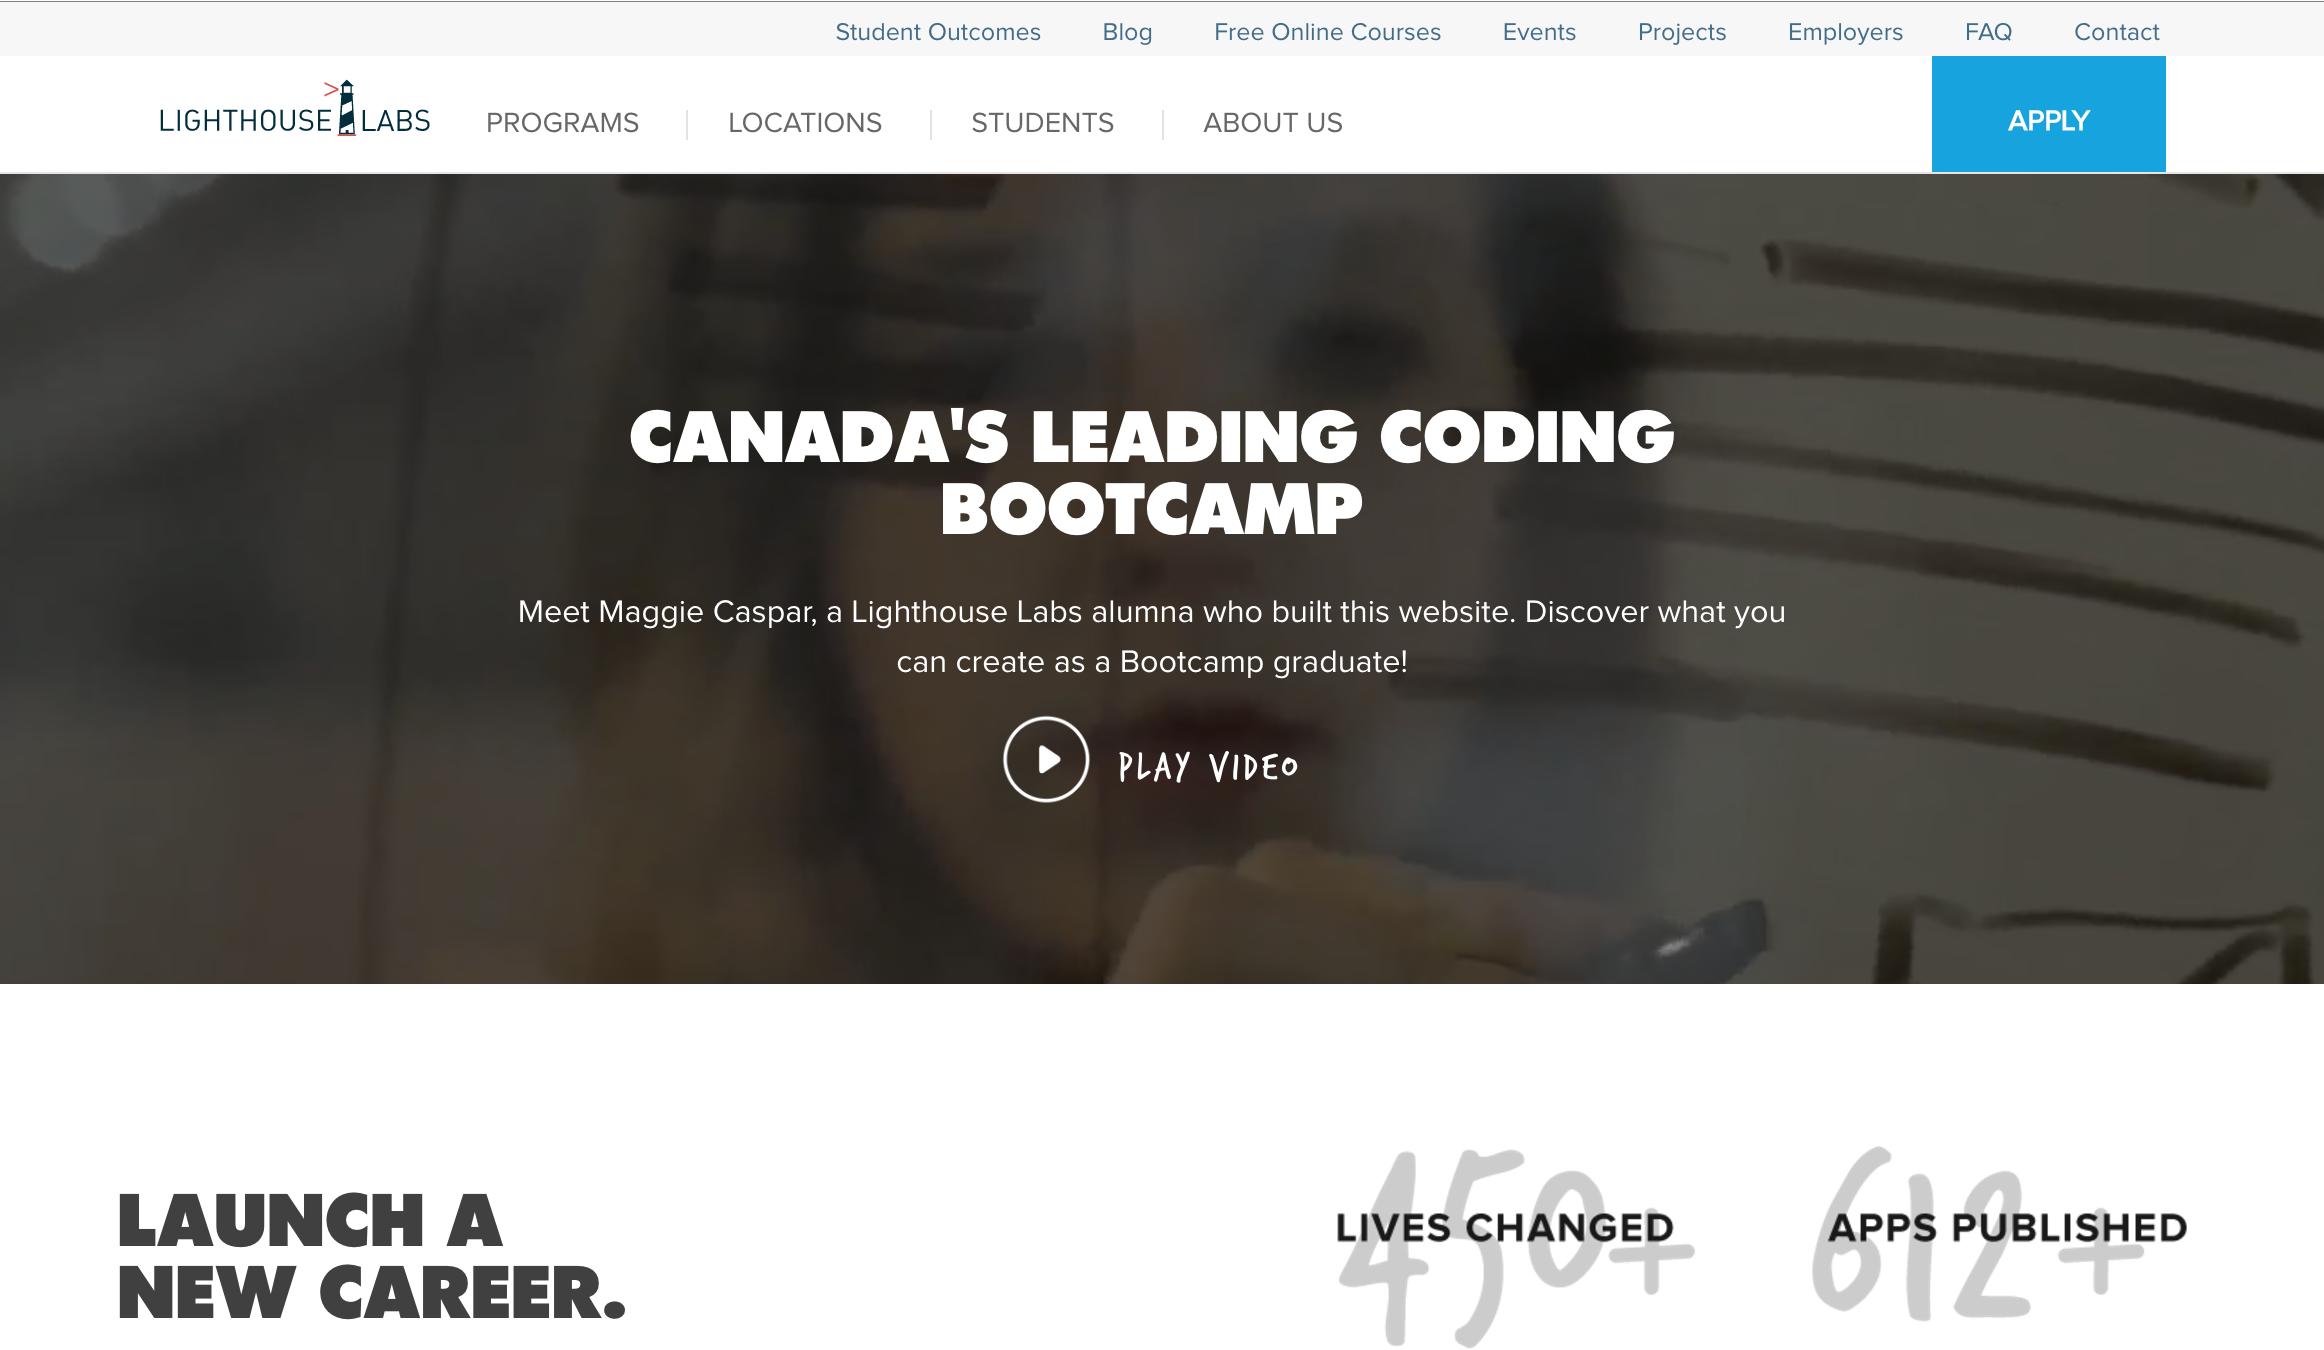 Student Outcomes Blog Free Online Courses Events Projects Employers FAQ Contact
LIGHTHOUSE LABS PROGRAMS LOCATIONS STUDENTS ABOUT US APPLY
CANADA'S LEADING CODING
BOOTCAMP
Meet Maggie Caspar, a Lighthouse Labs alumna who built this website. Discover what you
can create as a Bootcamp graduate!
PLAY VIDEO
LAUNCH A
NEW CAREER.
450+
LIVES CHANGED
612+
APPS PUBLISHED